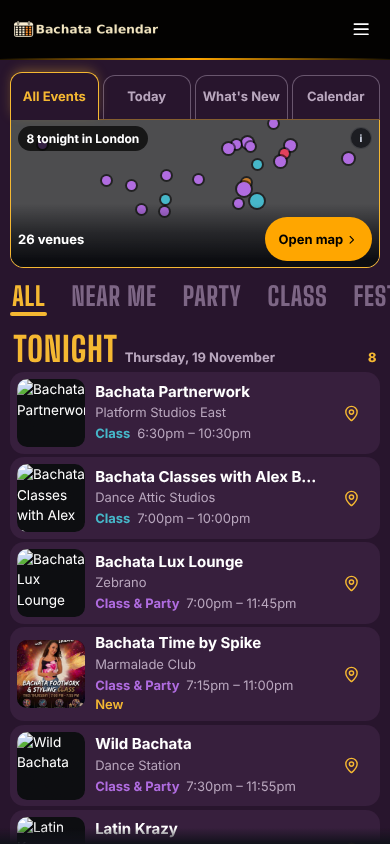 Bachata Calendar
All Events
Today
What's New
Calendar
8 tonight in London
i
26 venues
Open map
ALL
NEAR ME
PARTY
CLASS
FEST
TONIGHT
Thursday, 19 November
8
Bachata
Partnerwor
Bachata Partnerwork
Platform Studios East
Class 6:30pm – 10:30pm
Bachata
Classes
with Alex
Bachata Classes with Alex B...
Dance Attic Studios
Class 7:00pm – 10:00pm
Bachata
Lux
Lounge
Bachata Lux Lounge
Zebrano
Class & Party 7:00pm – 11:45pm
BACHATA FOOTWORK
& STYLING CLASS
Bachata Time by Spike
Marmalade Club
Class & Party 7:15pm – 11:00pm
New
Wild
Bachata
Wild Bachata
Dance Station
Class & Party 7:30pm – 11:55pm
Latin
Latin Krazy